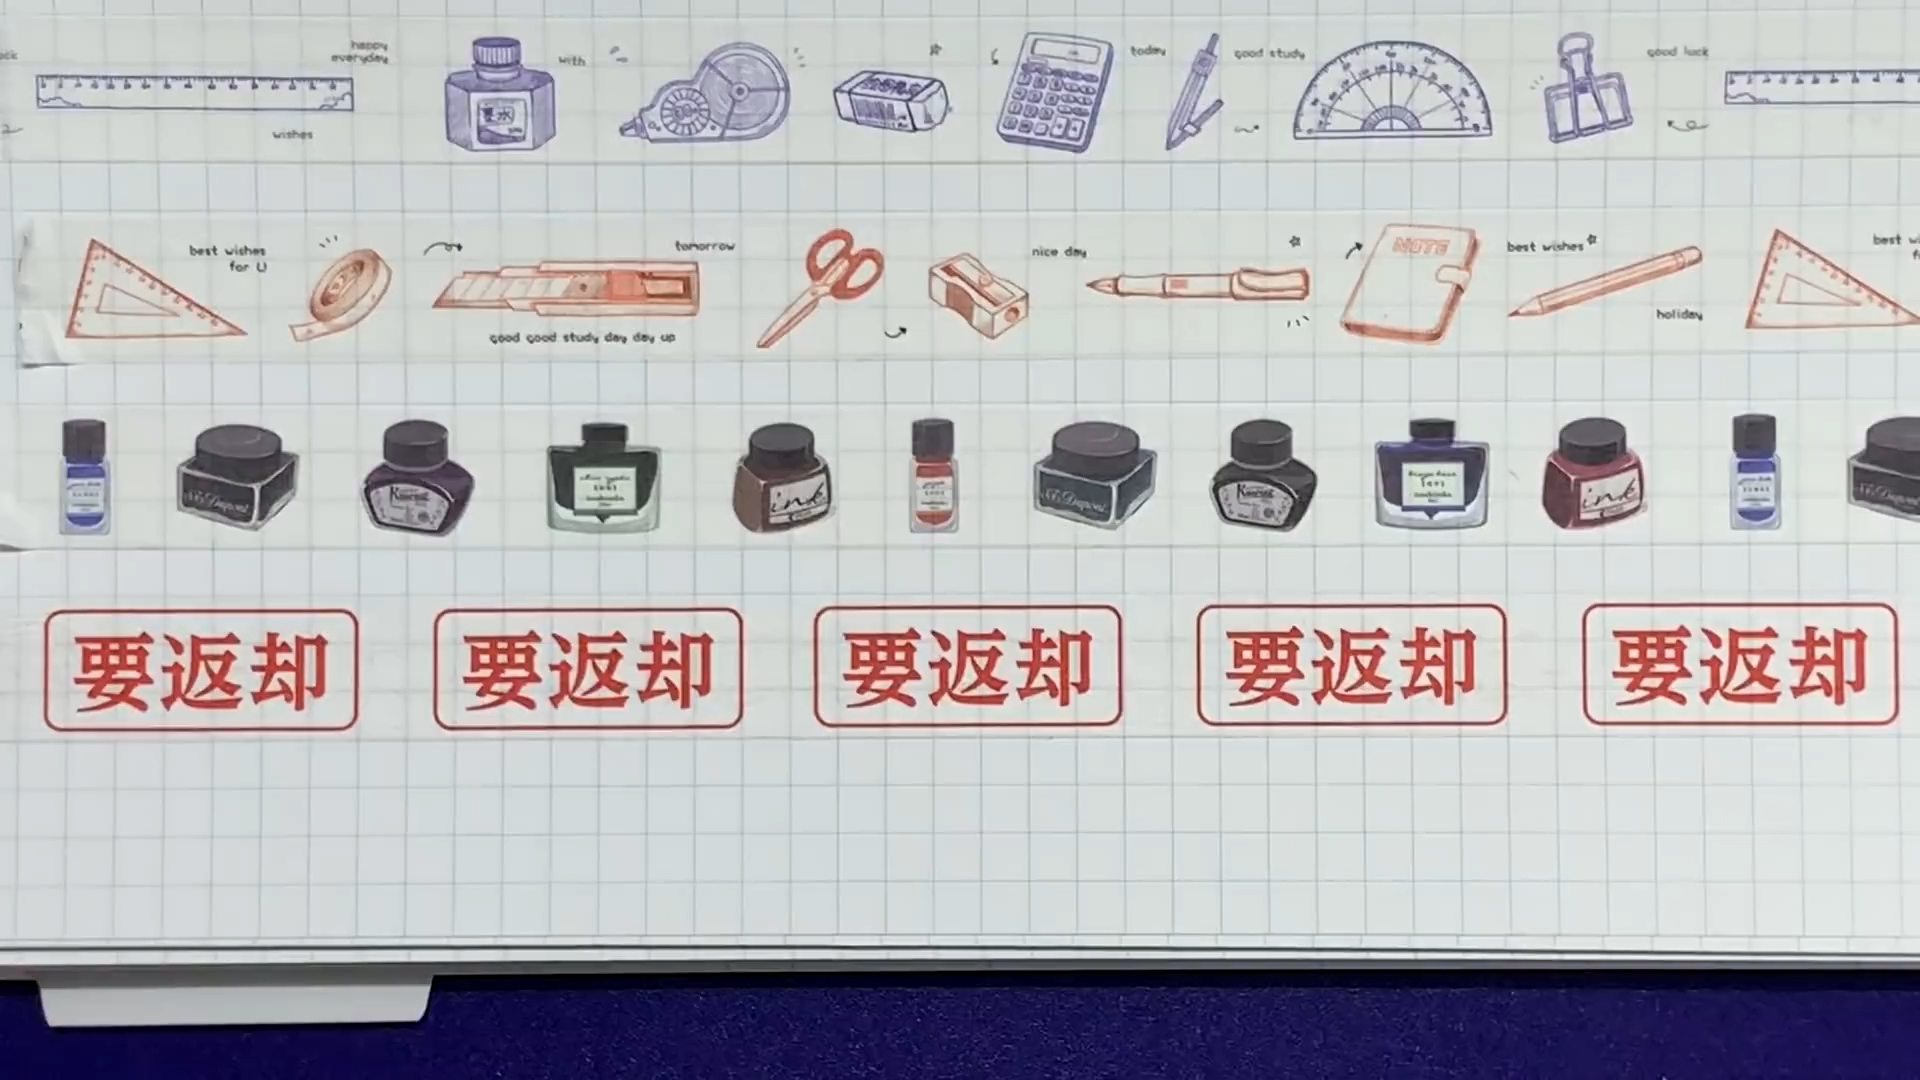 happy
everyday
with
today
good study
good luck
wishes
墨水
best wishes
for U
tomorrow
nice day
NOTE
best wishes
holiday
good good study day day up
ink
ink
要返却 要返却 要返却 要返却 要返却